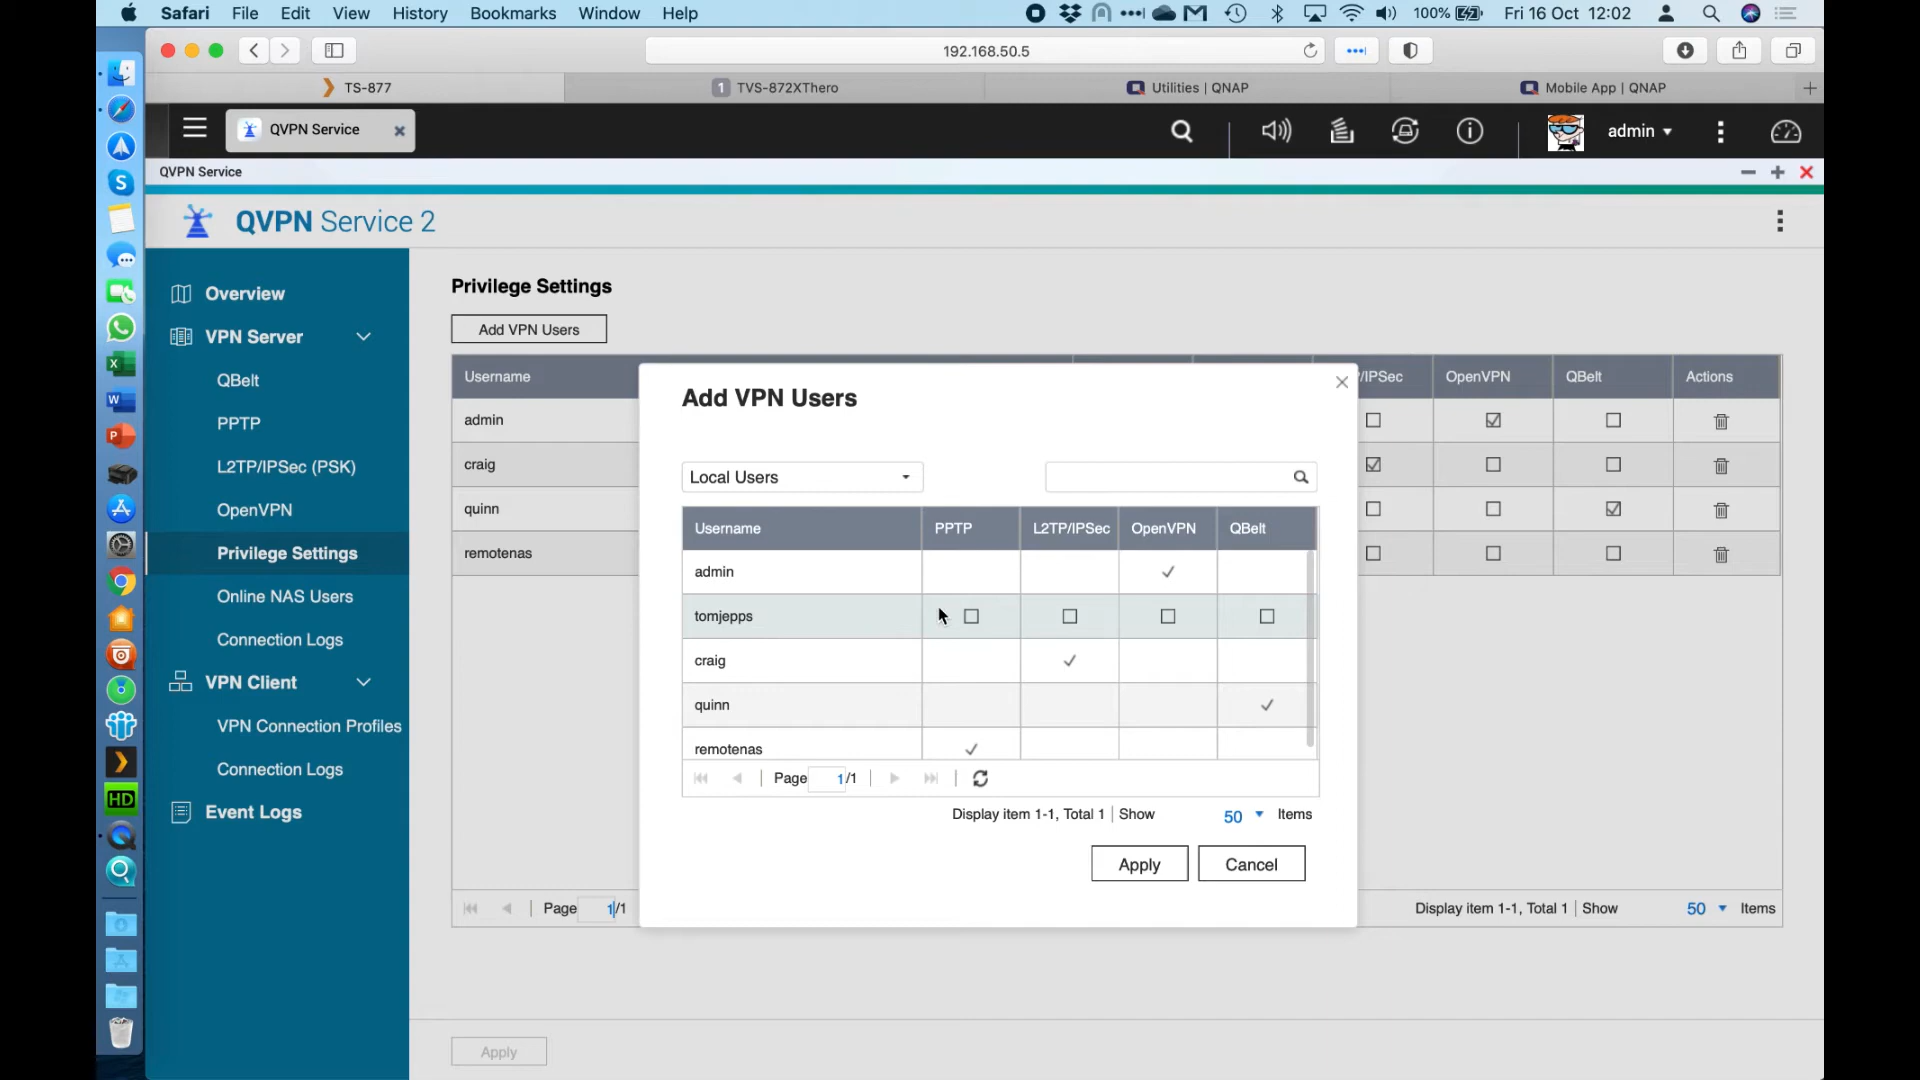 Safari File Edit View History Bookmarks Window Help 100% Fri 16 Oct 12:02
192.168.50.5
TS-877 1 TVS-872XThero Utilities | QNAP Mobile App | QNAP
QVPN Service admin
QVPN Service
QVPN Service 2
Overview
VPN Server
QBelt
PPTP
L2TP/IPSec (PSK)
OpenVPN
Privilege Settings
Online NAS Users
Connection Logs
VPN Client
VPN Connection Profiles
Connection Logs
Event Logs
Privilege Settings
Add VPN Users
Username /IPSec OpenVPN QBelt Actions
admin
craig
quinn
remotenas
Page 1/1 Display item 1-1, Total 1 Show 50 Items
Apply
Add VPN Users
Local Users
Username PPTP L2TP/IPSec OpenVPN QBelt
admin
tomjepps
craig
quinn
remotenas
Page 1/1
Display item 1-1, Total 1 Show 50 Items
Apply Cancel
S
X
W
P
HD